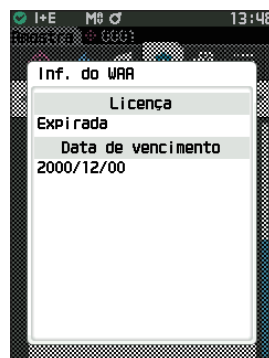 I+E M0 13:48
Amostra 0001
Inf. do WAA
Licença
Expirada
Data de vencimento
2000/12/00